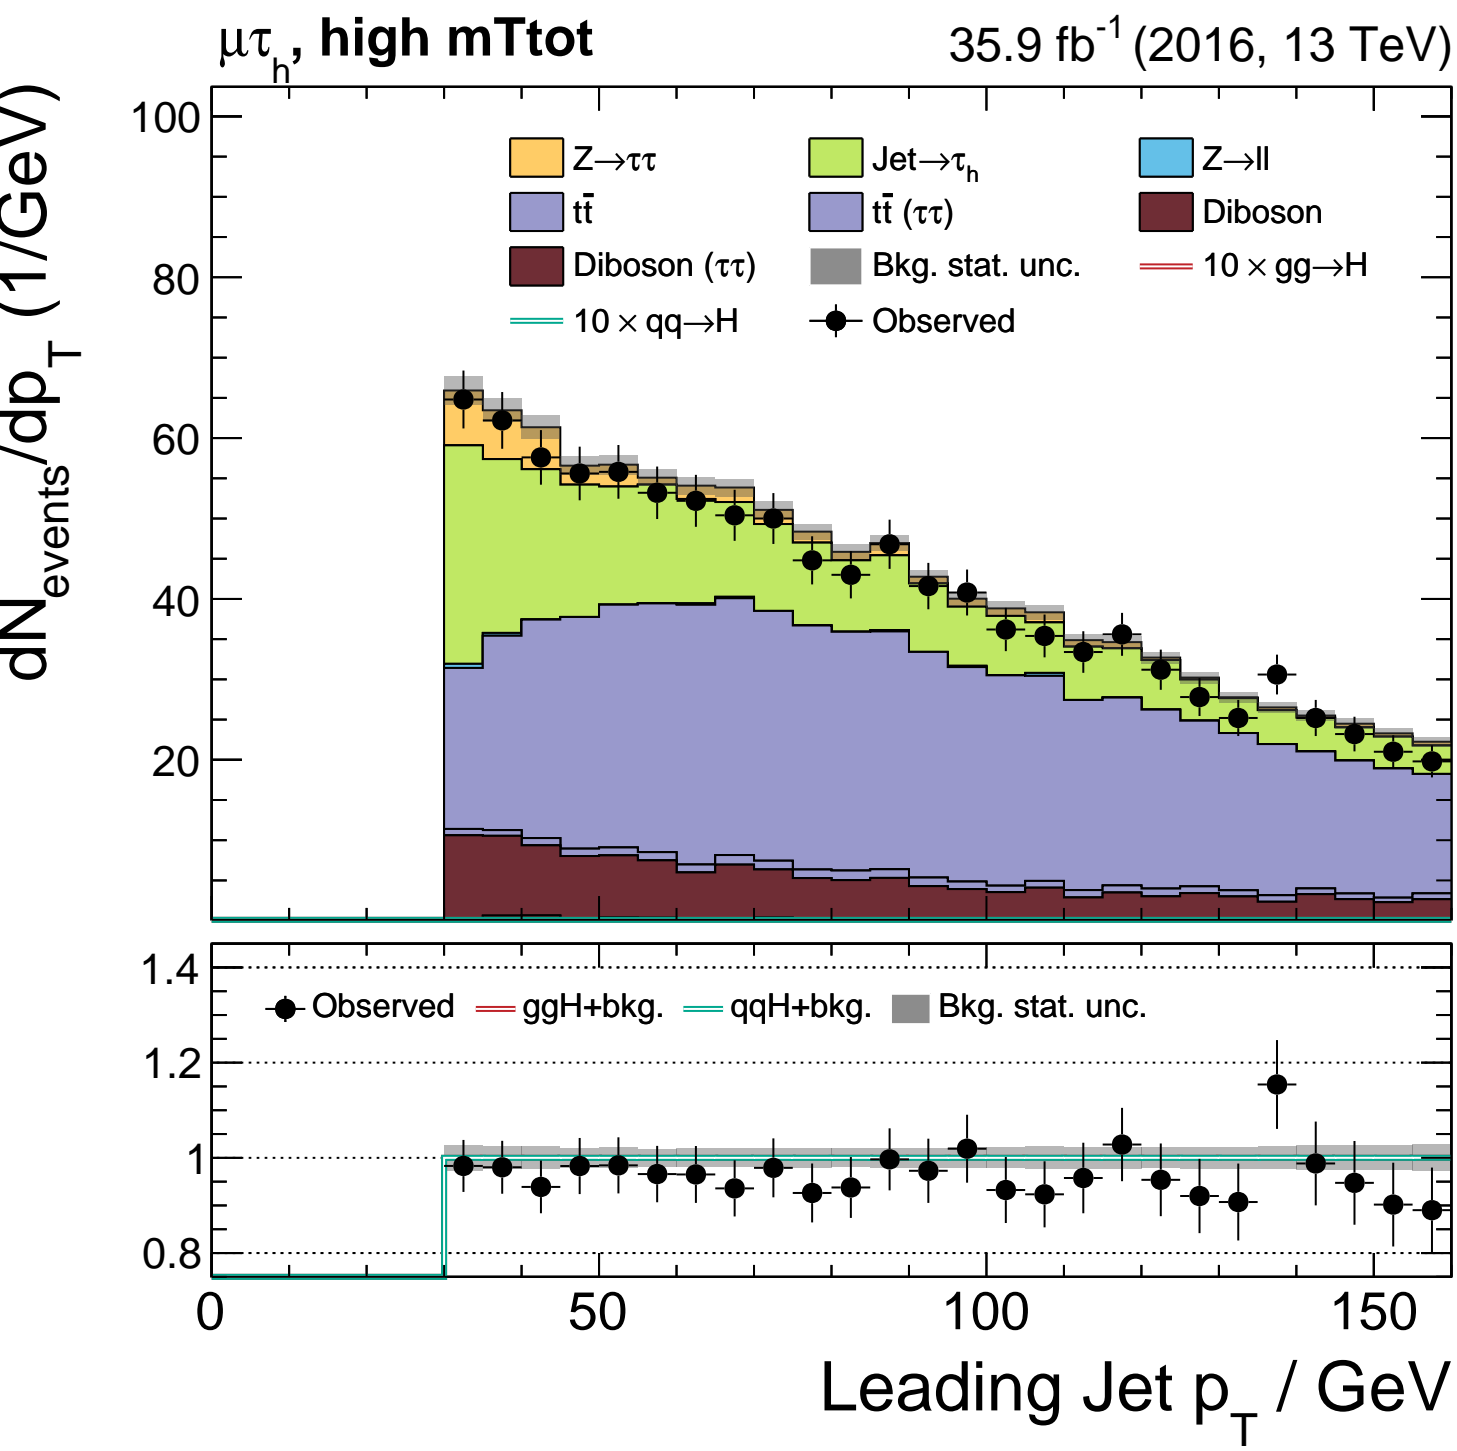 μτh, high mTtot
35.9 fb-1 (2016, 13 TeV)
dNevents/dpT (1/GeV)
100
80
60
40
20
Z→ττ Jet→τh Z→ll
tt̄ tt̄ (ττ) Diboson
Diboson (ττ) Bkg. stat. unc. 10 × gg→H
10 × qq→H Observed
1.4
1.2
1
0.8
Observed ggH+bkg. qqH+bkg. Bkg. stat. unc.
0 50 100 150
Leading Jet pT / GeV